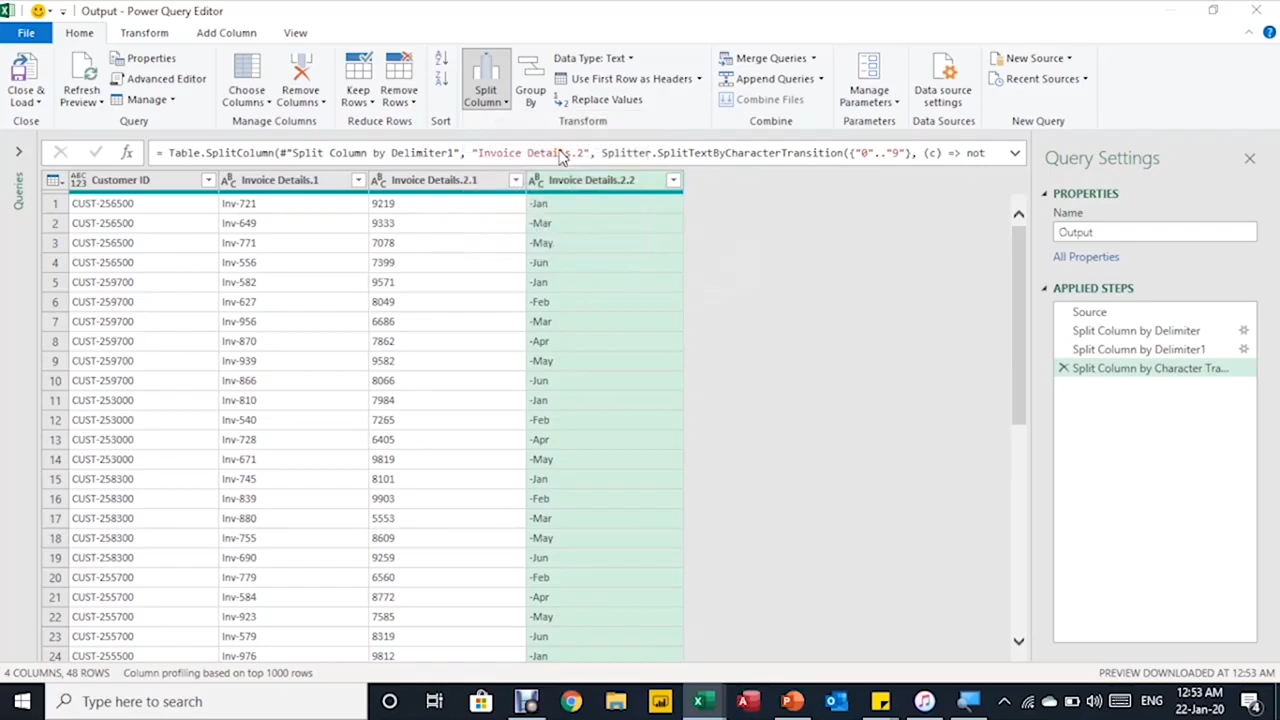 Output - Power Query Editor
File Home Transform Add Column View
Close & Load
Refresh Preview
Properties
Advanced Editor
Manage
Choose Columns
Remove Columns
Keep Rows
Remove Rows
Split Column
Group By
Data Type: Text
Use First Row as Headers
Replace Values
Merge Queries
Append Queries
Combine Files
Manage Parameters
Data source settings
New Source
Recent Sources
Close Query Manage Columns Reduce Rows Sort Transform Combine Parameters Data Sources New Query
fx = Table.SplitColumn(#"Split Column by Delimiter1", "Invoice Details.2", Splitter.SplitTextByCharacterTransition({"0".."9"}, (c) => not
Queries
ABC 123 Customer ID ABC Invoice Details.1 ABC Invoice Details.2.1 ABC Invoice Details.2.2
1 CUST-256500 Inv-721 9219 -Jan
2 CUST-256500 Inv-649 9333 -Mar
3 CUST-256500 Inv-771 7078 -May
4 CUST-256500 Inv-556 7399 -Jun
5 CUST-259700 Inv-582 9571 -Jan
6 CUST-259700 Inv-627 8049 -Feb
7 CUST-259700 Inv-956 6686 -Mar
8 CUST-259700 Inv-870 7862 -Apr
9 CUST-259700 Inv-939 9582 -May
10 CUST-259700 Inv-866 8066 -Jun
11 CUST-253000 Inv-810 7984 -Jan
12 CUST-253000 Inv-540 7265 -Feb
13 CUST-253000 Inv-728 6405 -Apr
14 CUST-253000 Inv-671 9819 -May
15 CUST-258300 Inv-745 8101 -Jan
16 CUST-258300 Inv-839 9903 -Feb
17 CUST-258300 Inv-880 5553 -Mar
18 CUST-258300 Inv-755 8609 -May
19 CUST-258300 Inv-690 9259 -Jun
20 CUST-255700 Inv-779 6560 -Feb
21 CUST-255700 Inv-584 8772 -Apr
22 CUST-255700 Inv-923 7585 -May
23 CUST-255700 Inv-579 8319 -Jun
24 CUST-255500 Inv-976 9812 -Jan
Query Settings
PROPERTIES
Name
Output
All Properties
APPLIED STEPS
Source
Split Column by Delimiter
Split Column by Delimiter1
Split Column by Character Tra...
4 COLUMNS, 48 ROWS Column profiling based on top 1000 rows PREVIEW DOWNLOADED AT 12:53 AM
Type here to search
ENG
12:53 AM
22-Jan-20
4